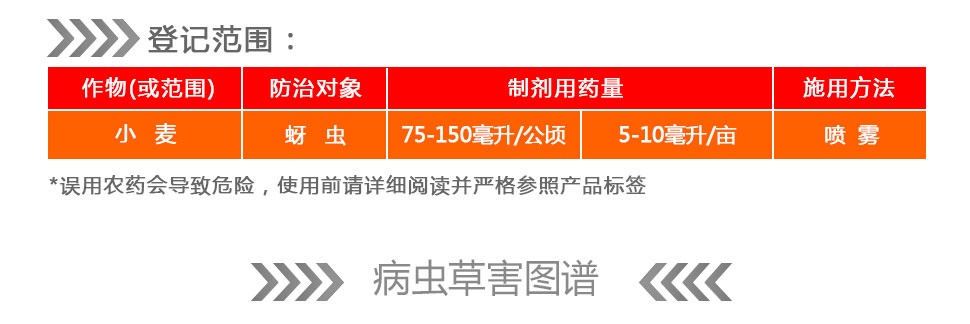 登记范围：
作物(或范围) 防治对象 制剂用药量 施用方法
小 麦 蚜 虫 75-150毫升/公顷 5-10毫升/亩 喷 雾
*误用农药会导致危险，使用前请详细阅读并严格参照产品标签
病虫草害图谱